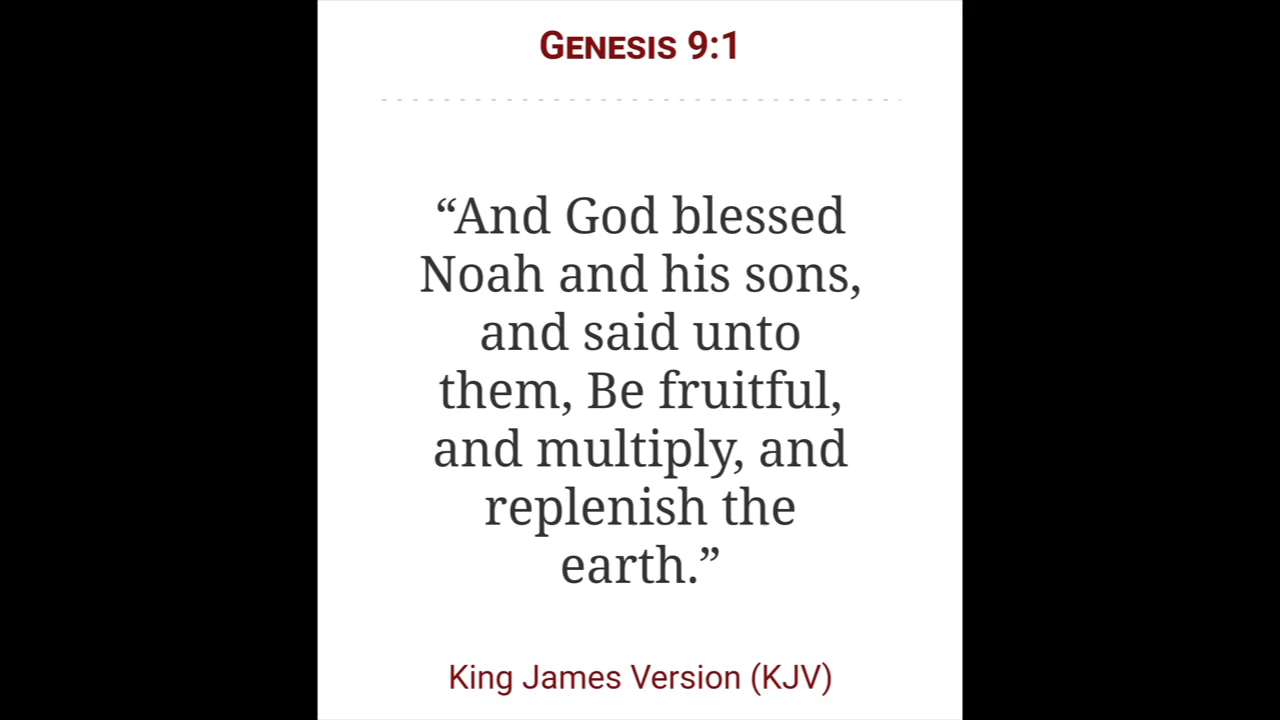 GENESIS 9:1
“And God blessed
Noah and his sons,
and said unto
them, Be fruitful,
and multiply, and
replenish the
earth.”
King James Version (KJV)